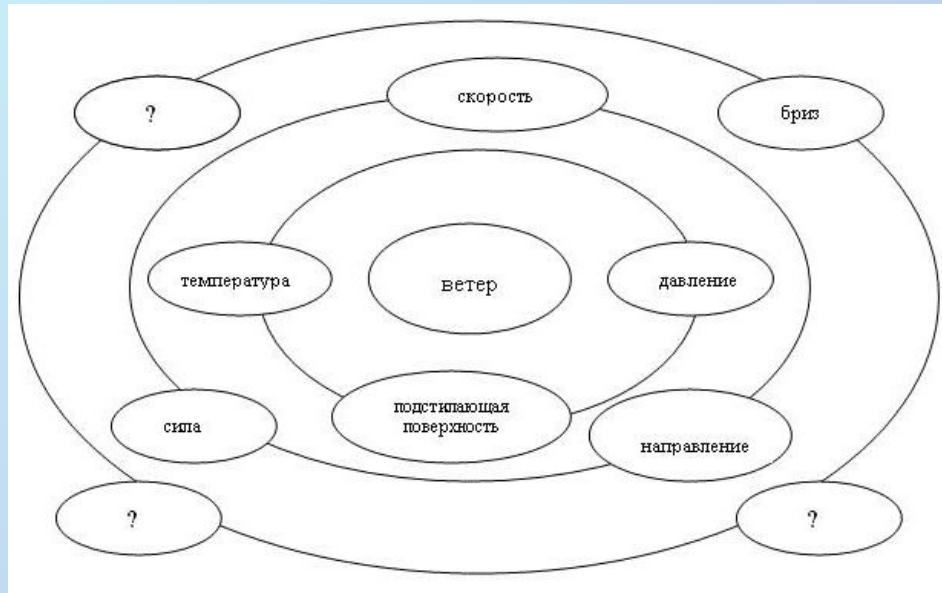 скорость
?
бриз
температура
ветер
давление
подстилающая
поверхность
сила
направление
?
?